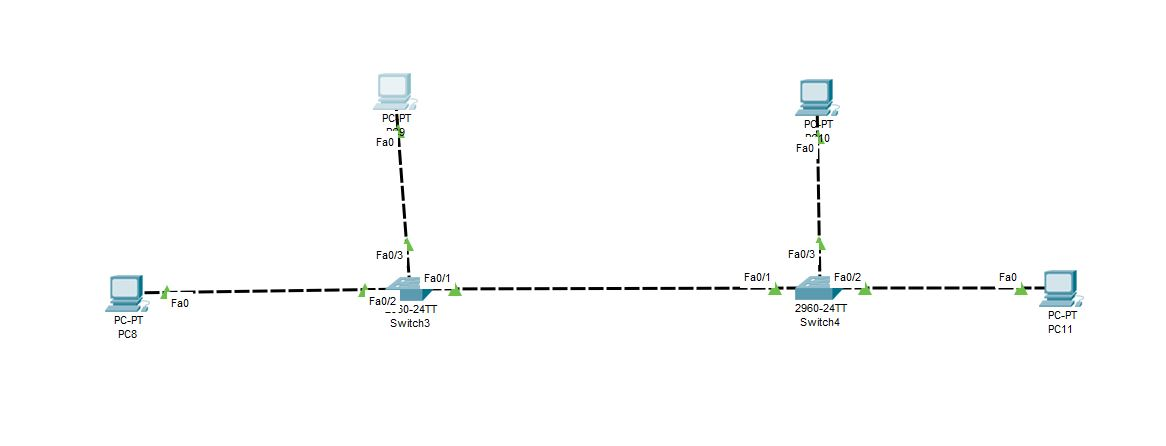 PC-PT
Fa0
PC-PT
Fa0
Fa0/3
Fa0/3
Fa0/1
Fa0/1
Fa0/2
Fa0
Fa0
Fa0/2
PC-PT
PC8
Switch3
2960-24TT
Switch4
PC-PT
PC11